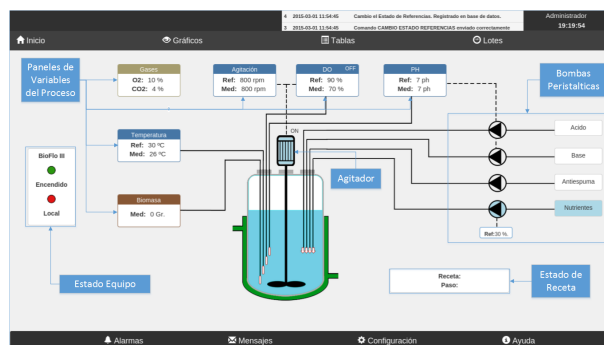 4 2015-03-01 11:54:45 Cambio el Estado de Referencias. Registrado en base de datos.
3 2015-03-01 11:54:45 Comando CAMBIO ESTADO REFERENCIAS enviado correctamente
Administrador
19:19:54
Inicio
Gráficos
Tablas
Lotes
Paneles de
Variables
del Proceso
Gases
O2: 10 %
CO2: 4 %
Agitación
Ref: 800 rpm
Med: 800 rpm
DO OFF
Ref: 90 %
Med: 70 %
PH
Ref: 7 ph
Med: 7 ph
Bombas
Peristalticas
Temperatura
Ref: 30 ºC
Med: 26 ºC
ON
Agitador
Acido
Base
Antiespuma
Nutrientes
Ref:30 %.
BioFlo III
Encendido
Local
Biomasa
Med: 0 Gr.
Estado Equipo
Receta:
Paso:
Estado de
Receta
Alarmas
Mensajes
Configuración
Ayuda